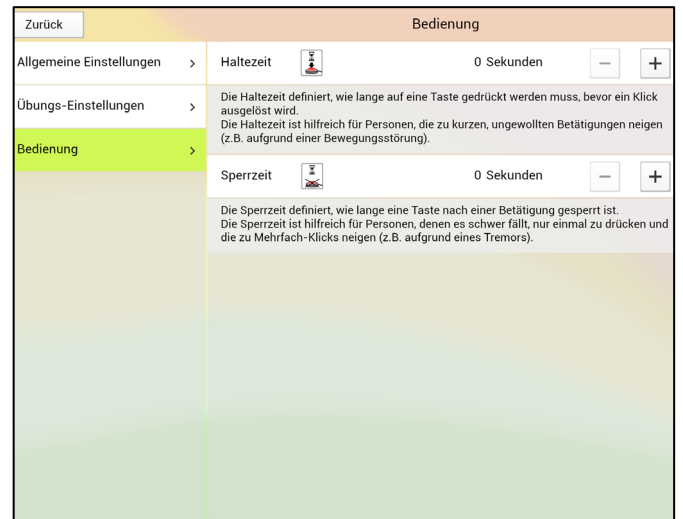 Zurück
Bedienung
Allgemeine Einstellungen
Übungs-Einstellungen
Bedienung
Haltezeit
0 Sekunden
Die Haltezeit definiert, wie lange auf eine Taste gedrückt werden muss, bevor ein Klick
ausgelöst wird.
Die Haltezeit ist hilfreich für Personen, die zu kurzen, ungewollten Betätigungen neigen
(z.B. aufgrund einer Bewegungsstörung).
Sperrzeit
0 Sekunden
Die Sperrzeit definiert, wie lange eine Taste nach einer Betätigung gesperrt ist.
Die Sperrzeit ist hilfreich für Personen, denen es schwer fällt, nur einmal zu drücken und
die zu Mehrfach-Klicks neigen (z.B. aufgrund eines Tremors).